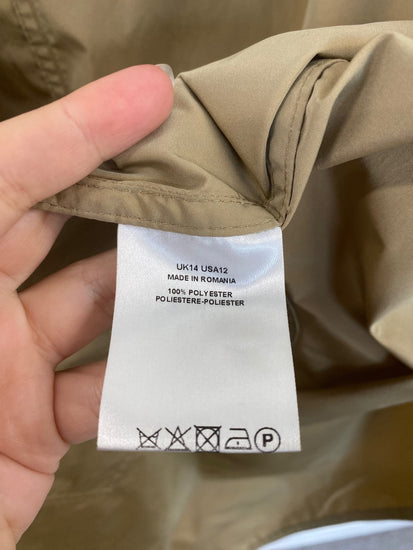 UK14 USA12
MADE IN ROMANIA
100% POLYESTER
POLIESTERE-POLIESTER
P